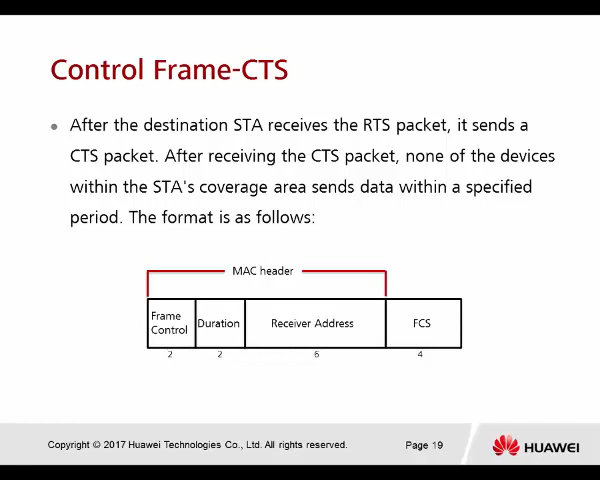 Control Frame-CTS
● After the destination STA receives the RTS packet, it sends a
CTS packet. After receiving the CTS packet, none of the devices
within the STA's coverage area sends data within a specified
period. The format is as follows:
MAC header
Frame
Control
Duration
Receiver Address
FCS
2
2
6
4
Copyright © 2017 Huawei Technologies Co., Ltd. All rights reserved.
Page 19
HUAWEI